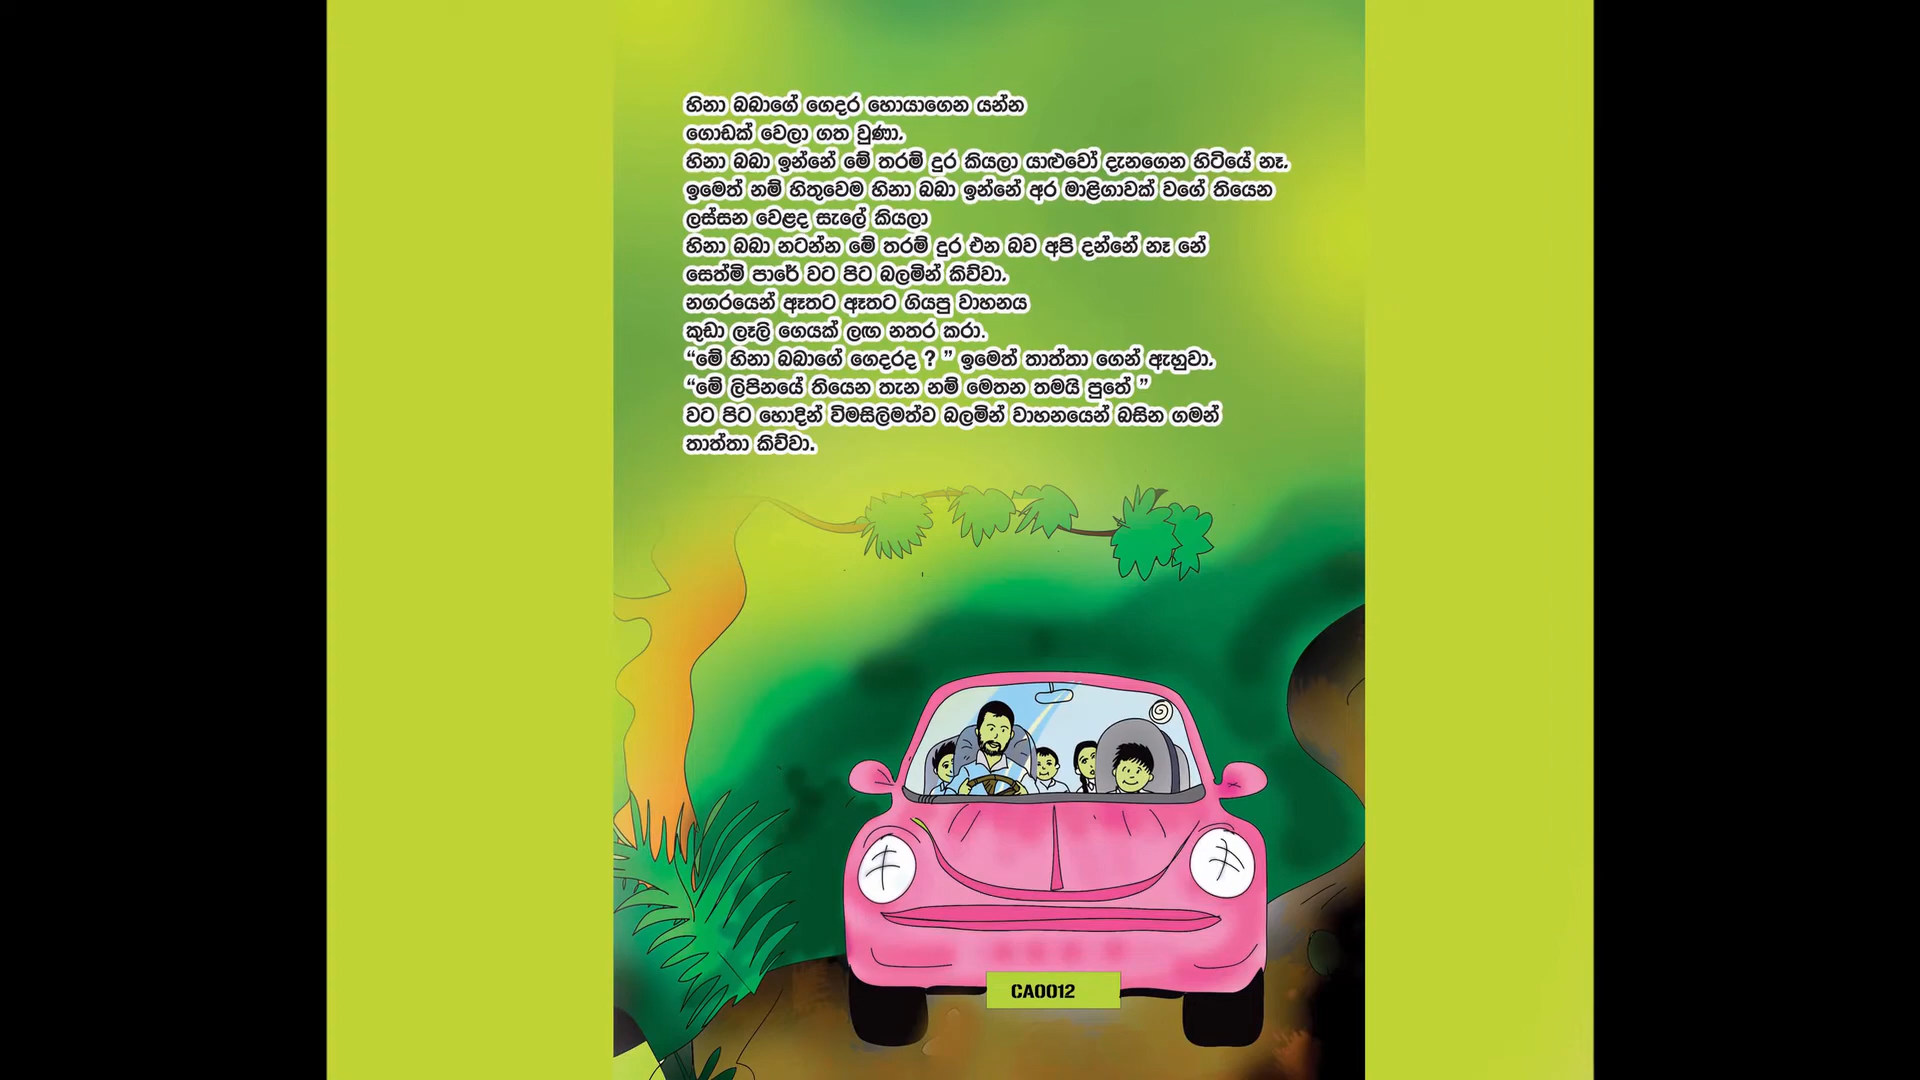 හිනා බබාගේ ගෙදර හොයාගෙන යන්න
ගොඩක් වෙලා ගත වුණා.
හිනා බබා ඉන්නේ මේ තරම් දුර කියලා යාළුවෝ දැනගෙන හිටියේ නෑ.
ඉමෙත් නම් හිතුවෙම හිනා බබා ඉන්නේ අර මාළිගාවක් වගේ තියෙන
ලස්සන වෙළඳ සැලේ කියලා
හිනා බබා නටන්න මේ තරම් දුර එන බව අපි දන්නේ නෑ නේ
සෙත්මි පාරේ වට පිට බලමින් කිව්වා.
නගරයෙන් ඈතට ඈතට ගියපු වාහනය
කුඩා ලෑලි ගෙයක් ලඟ නතර කරා.
“මේ හිනා බබාගේ ගෙදරද ? ” ඉමෙත් තාත්තා ගෙන් ඇහුවා.
“මේ ලිපිනයේ තියෙන තැන නම් මෙතන තමයි පුතේ ”
වට පිට හොදින් විමසිලිමත්ව බලමින් වාහනයෙන් බසින ගමන්
තාත්තා කිව්වා.
CA0012